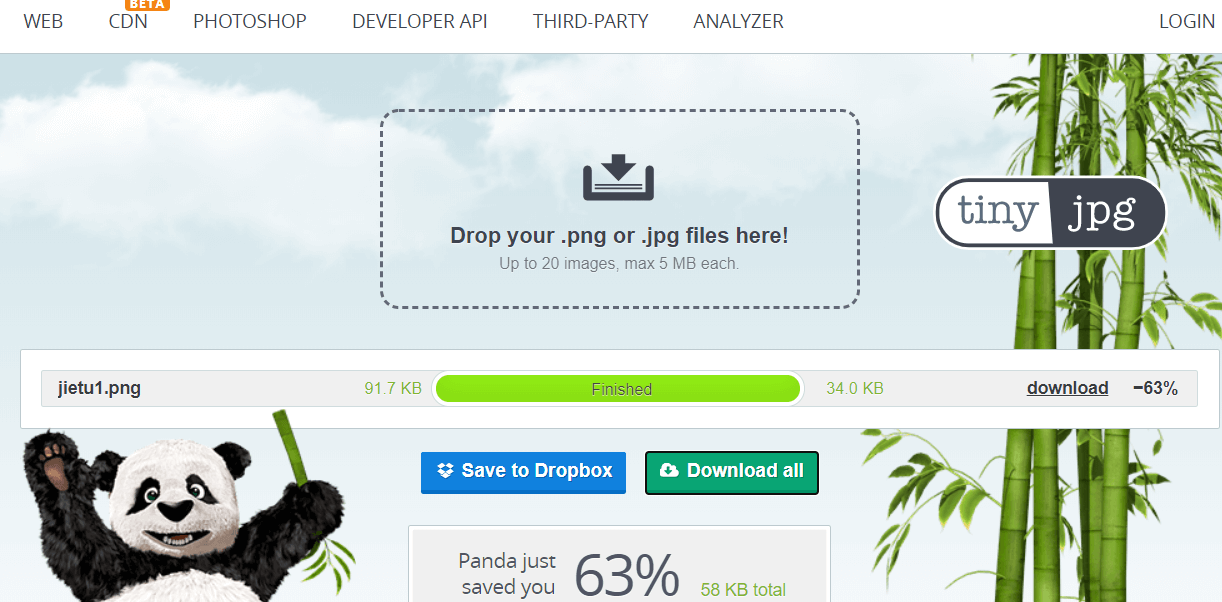 BETA
WEB CDN PHOTOSHOP DEVELOPER API THIRD-PARTY ANALYZER LOGIN
Drop your .png or .jpg files here!
Up to 20 images, max 5 MB each.
tiny jpg
jietu1.png 91.7 KB Finished 34.0 KB download −63%
Save to Dropbox Download all
Panda just
saved you
63% 58 KB total